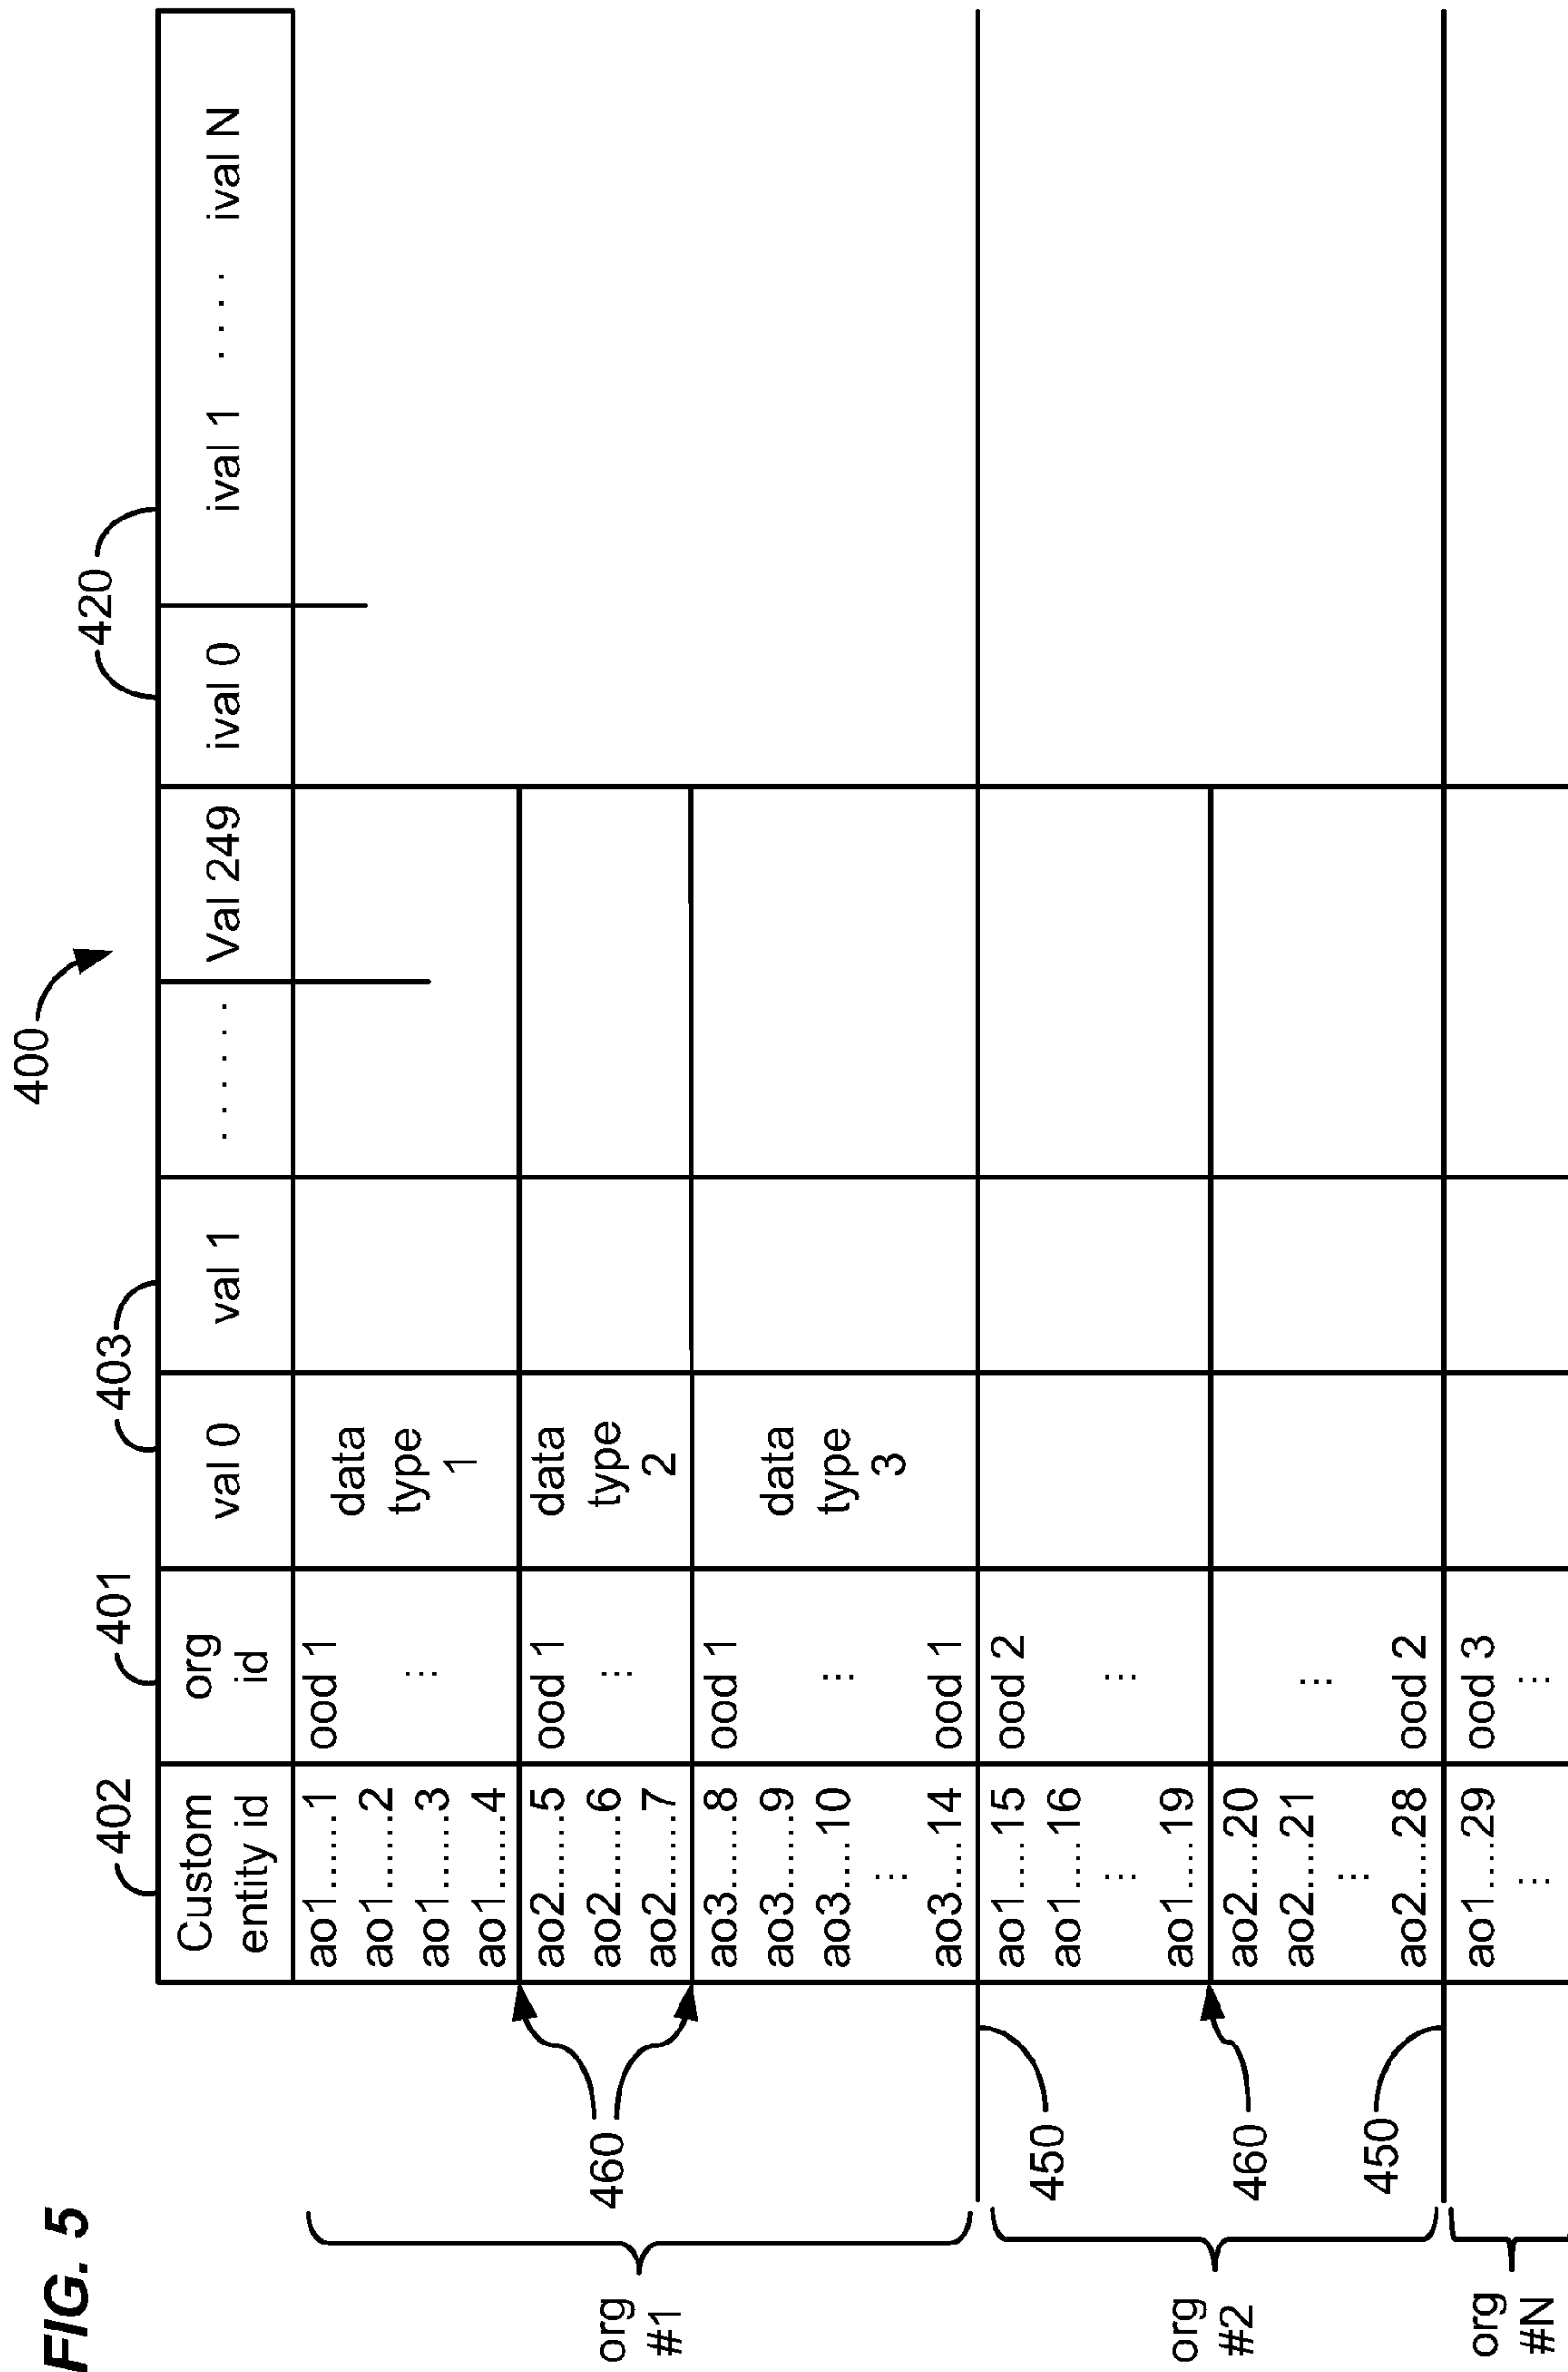 FIG. 5
400
402
401
403
420
Custom entity id
org id
val 0
val 1
. . . . . .
Val 249
ival 0
ival 1 . . . . ival N
org #1
460
ao1.......1
ood 1
data type 1
ao1.......2
ao1.......3
⋮
ao1.......4
ao2.......5
ood 1
data type 2
ao2.......6
⋮
ao2.......7
ao3......8
ood 1
data type 3
ao3......9
ao3....10
⋮
⋮
ao3....14
ood 1
org #2
450
460
450
ao1....15
ood 2
ao1....16
⋮
⋮
ao1....19
ao2....20
ao2....21
⋮
⋮
ao2....28
ood 2
org #N
ao1....29
ood 3
⋮
⋮